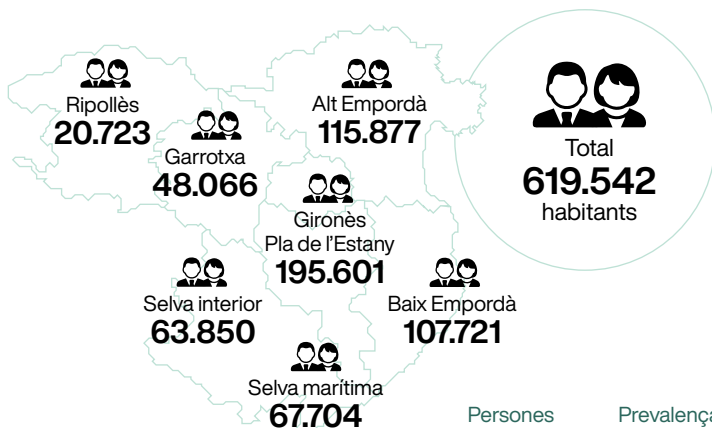 Ripollès
20.723
Alt Empordà
115.877
Garrotxa
48.066
Total
619.542
habitants
Gironès
Pla de l'Estany
195.601
Selva interior
63.850
Baix Empordà
107.721
Selva marítima
67.704
Persones
Prevalença